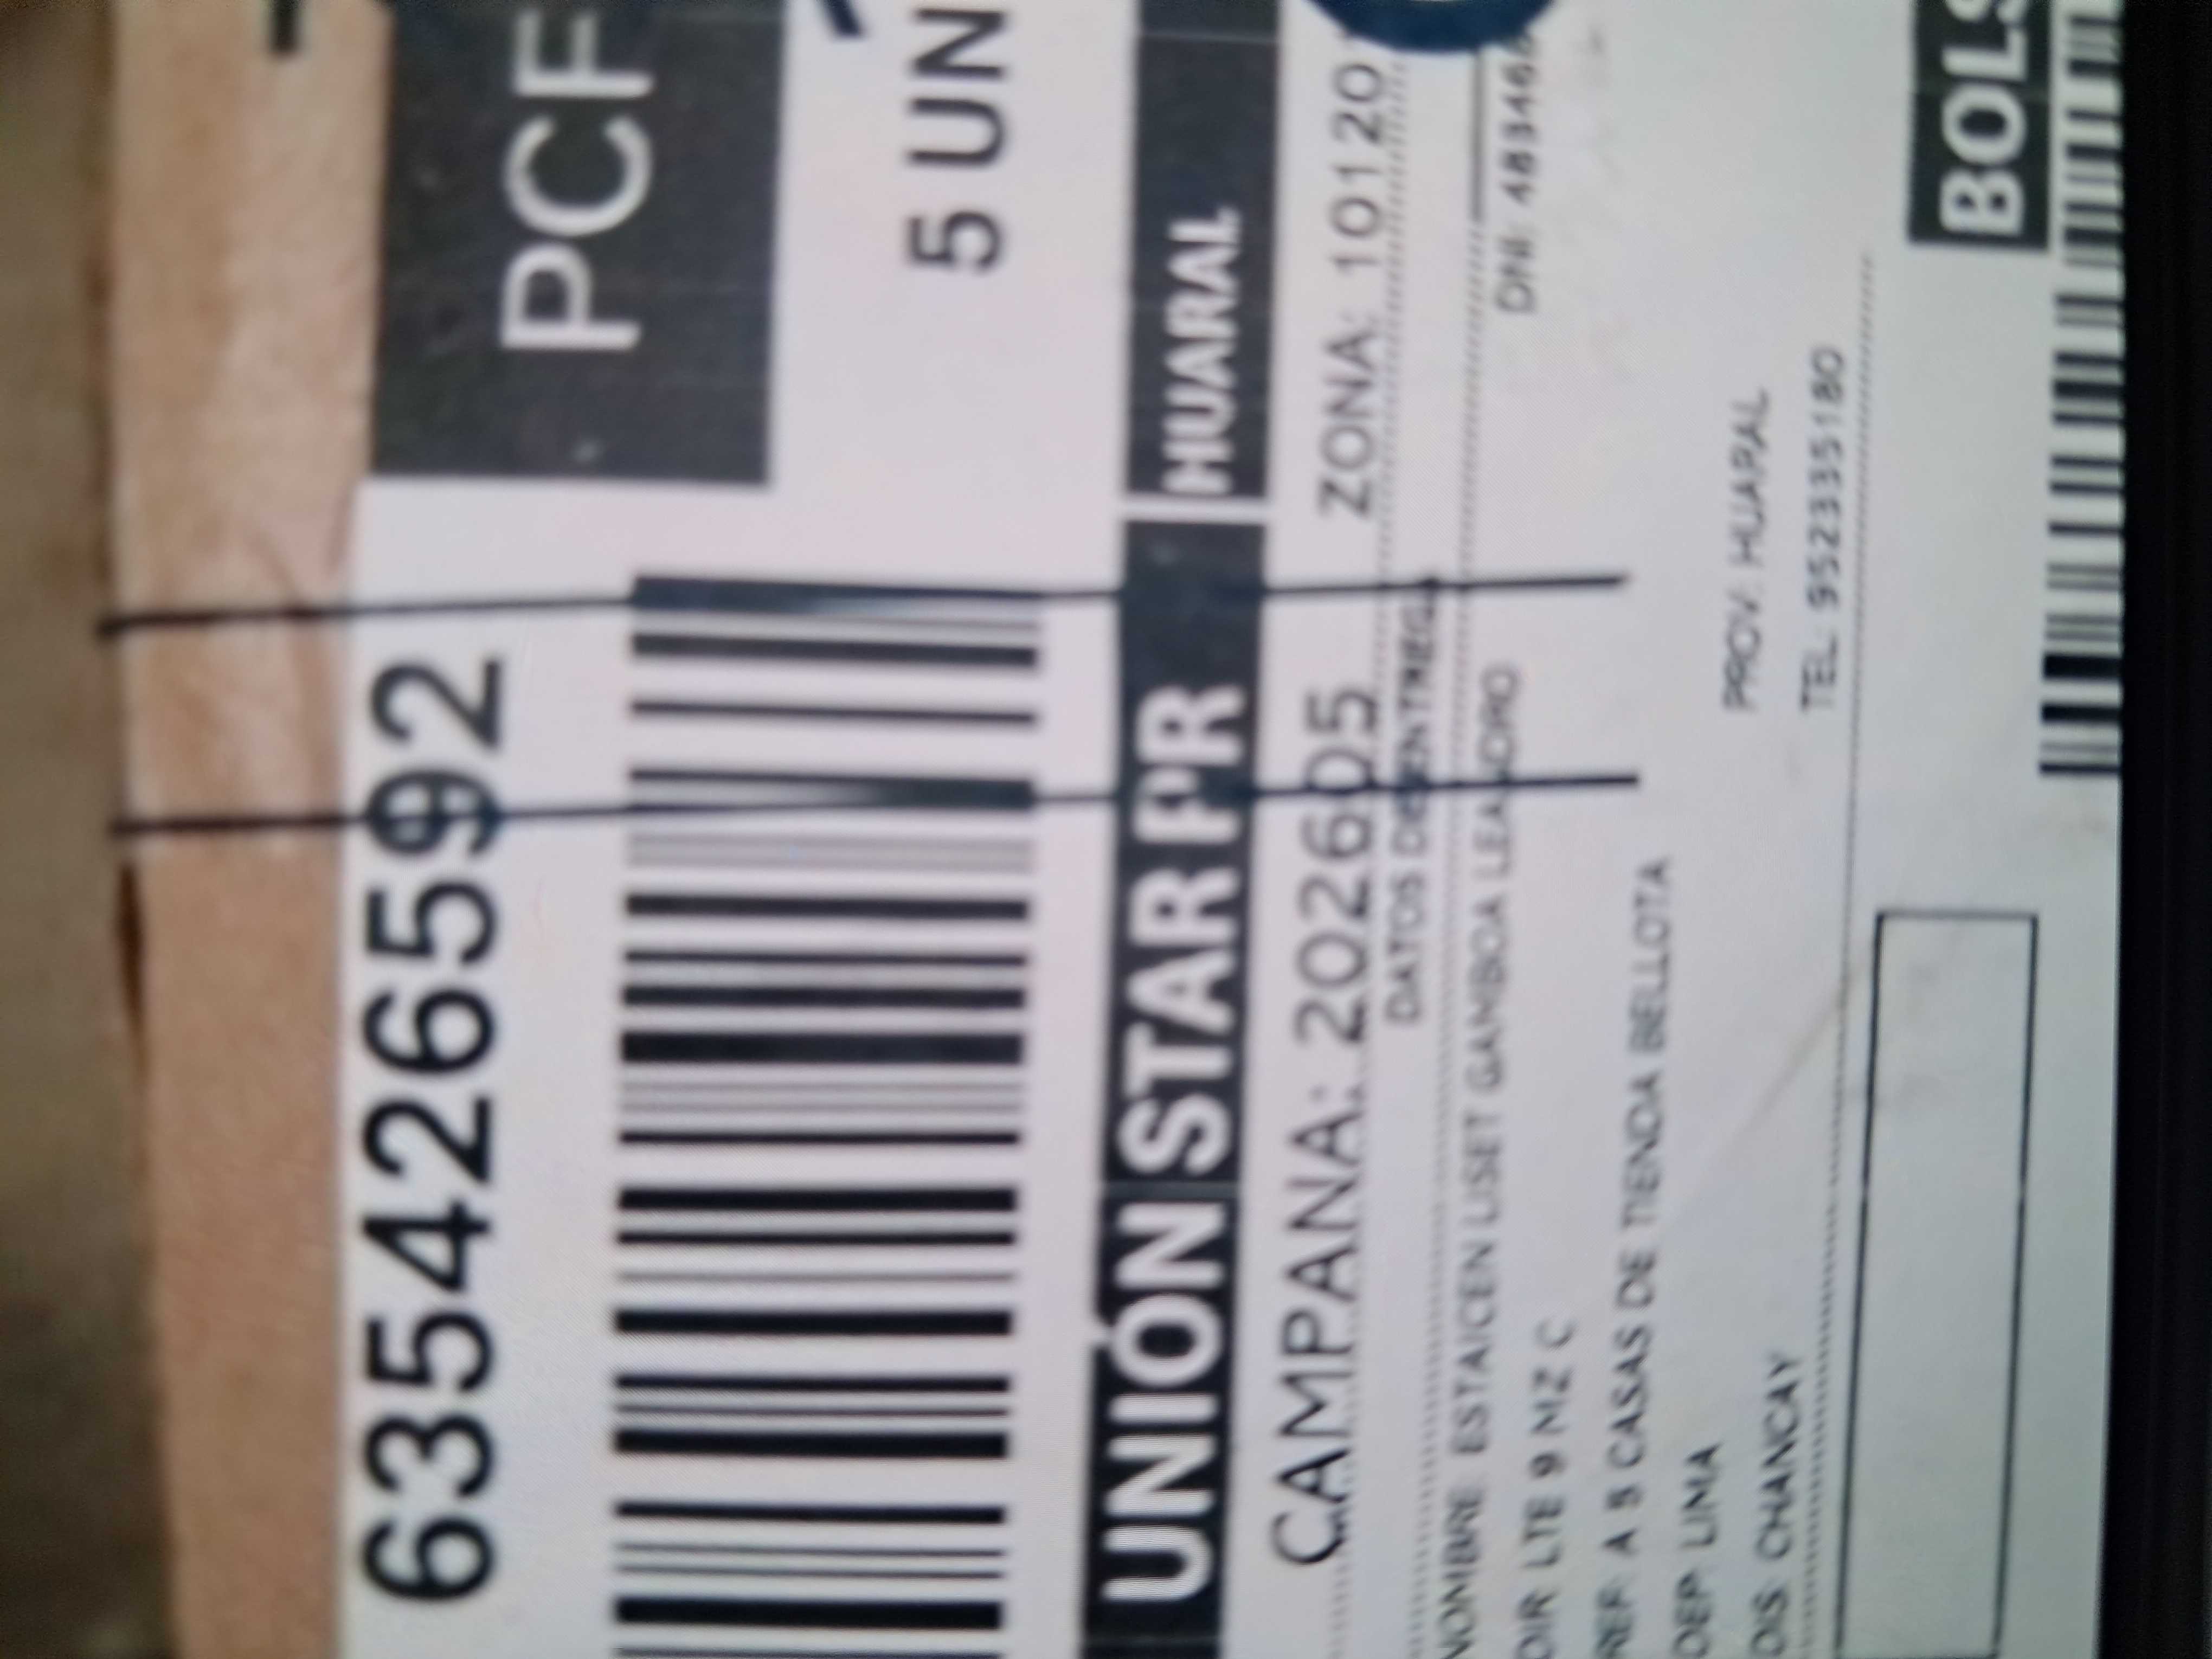 PCF
6354265992
5 UN
UNIÓN STAR PR HUARAL
CAMPANA: 202605 ZONA: 10120
DATOS DE ENTREGA
NOMBRE: ESTAICEN LISET GAMBOA LEANDRO
DNI: 483466
DIR LTE 9 MZ C
REF: A 5 CASAS DE TIENDA BELLOTA
DEP: LIMA
PROV: HUARAL
DIS: CHANCAY
TEL: 952335180
BOLS